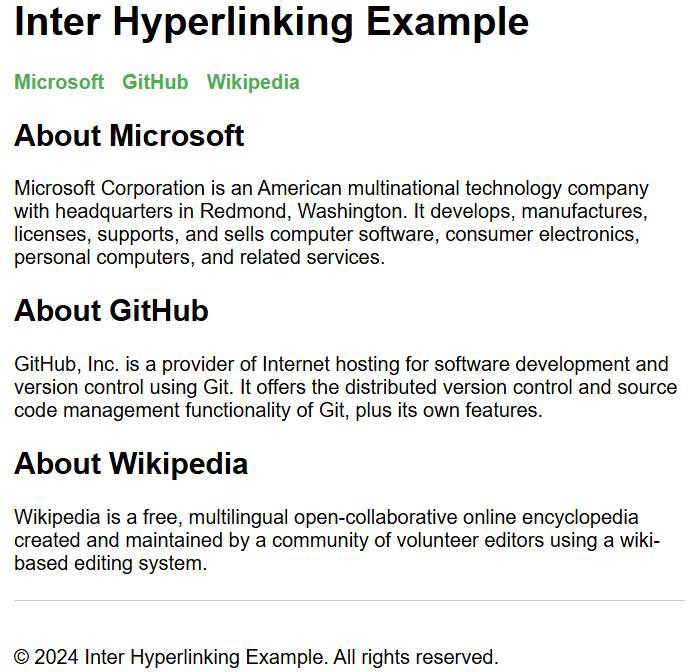 Inter Hyperlinking Example
Microsoft GitHub Wikipedia
About Microsoft
Microsoft Corporation is an American multinational technology company
with headquarters in Redmond, Washington. It develops, manufactures,
licenses, supports, and sells computer software, consumer electronics,
personal computers, and related services.
About GitHub
GitHub, Inc. is a provider of Internet hosting for software development and
version control using Git. It offers the distributed version control and source
code management functionality of Git, plus its own features.
About Wikipedia
Wikipedia is a free, multilingual open-collaborative online encyclopedia
created and maintained by a community of volunteer editors using a wiki-
based editing system.
© 2024 Inter Hyperlinking Example. All rights reserved.